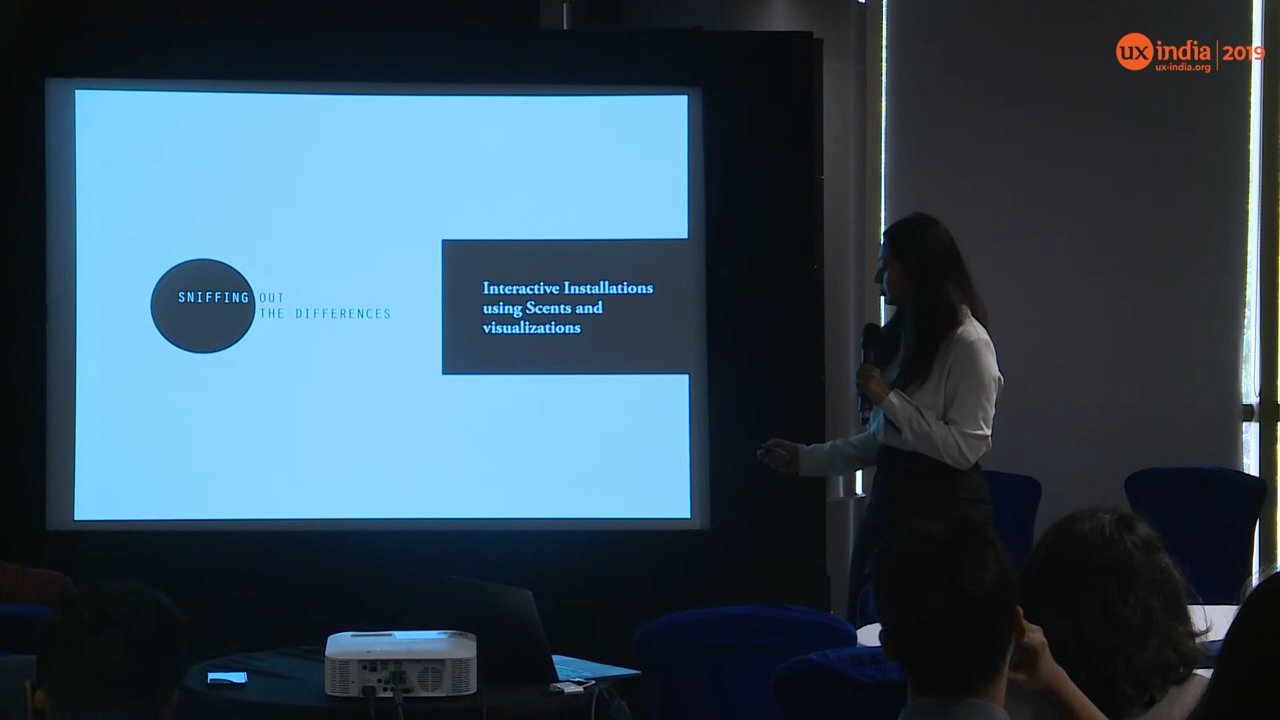 ux india | 2019
ux-india.org
SNIFFING OUT
THE DIFFERENCES
Interactive Installations
using Scents and
visualizations